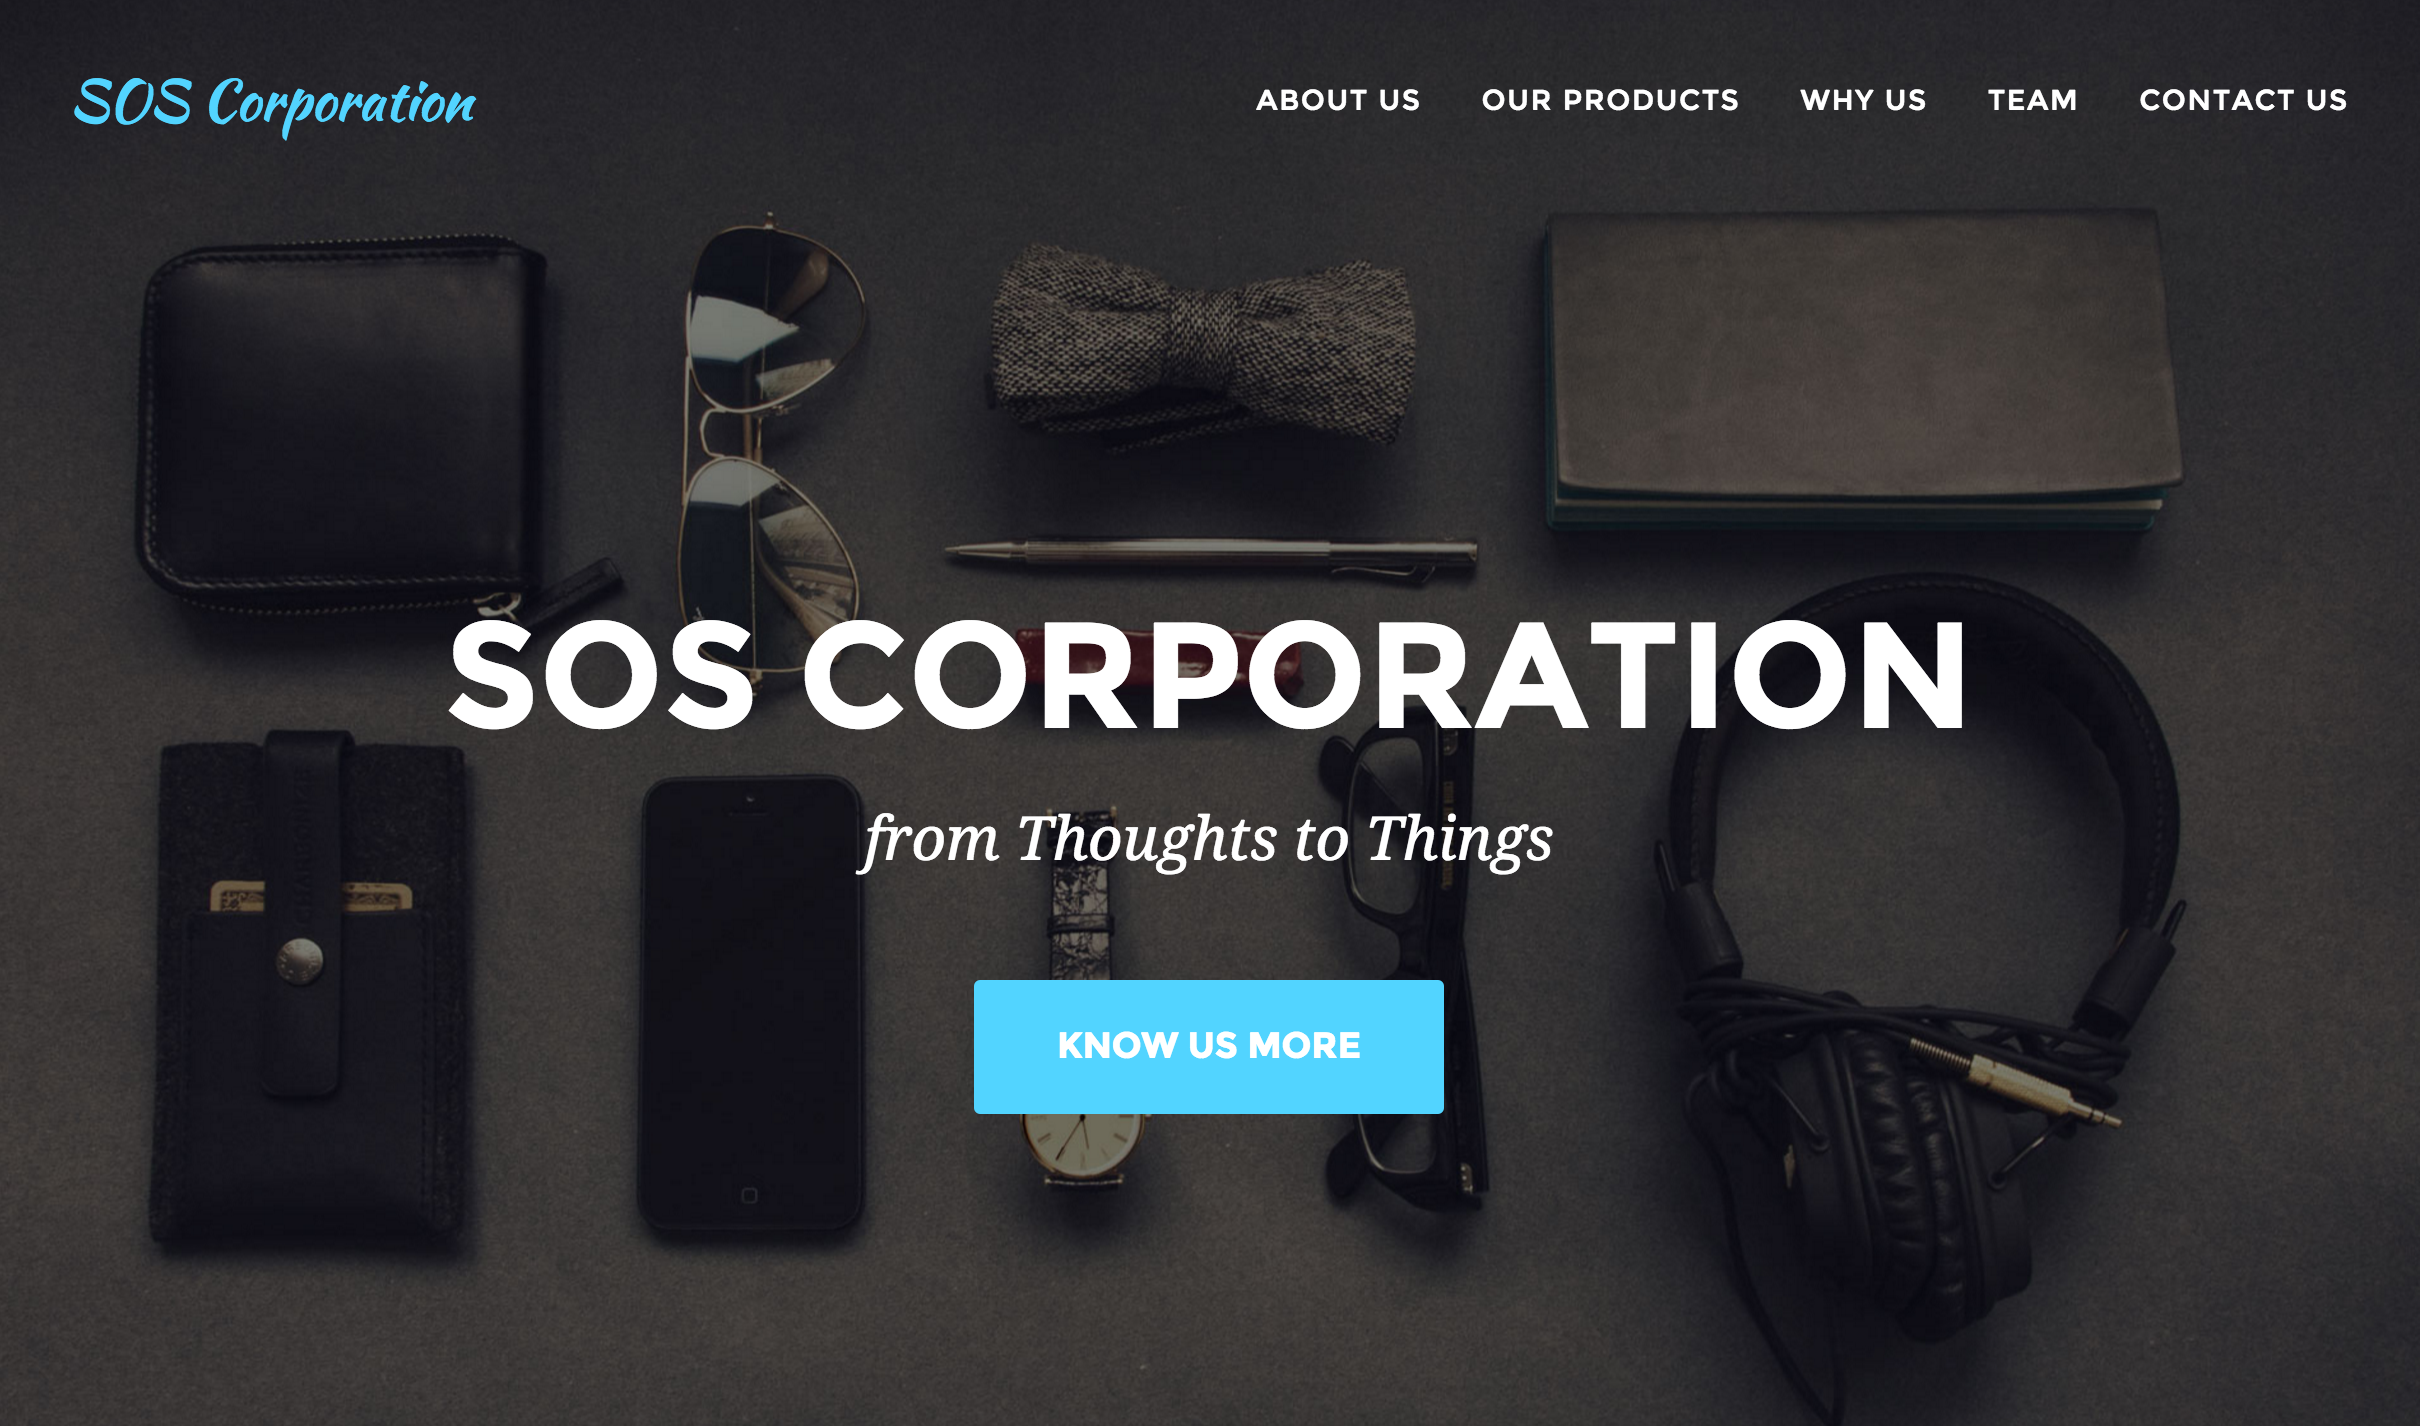 SOS Corporation
ABOUT US OUR PRODUCTS WHY US TEAM CONTACT US
SOS CORPORATION
from Thoughts to Things
KNOW US MORE